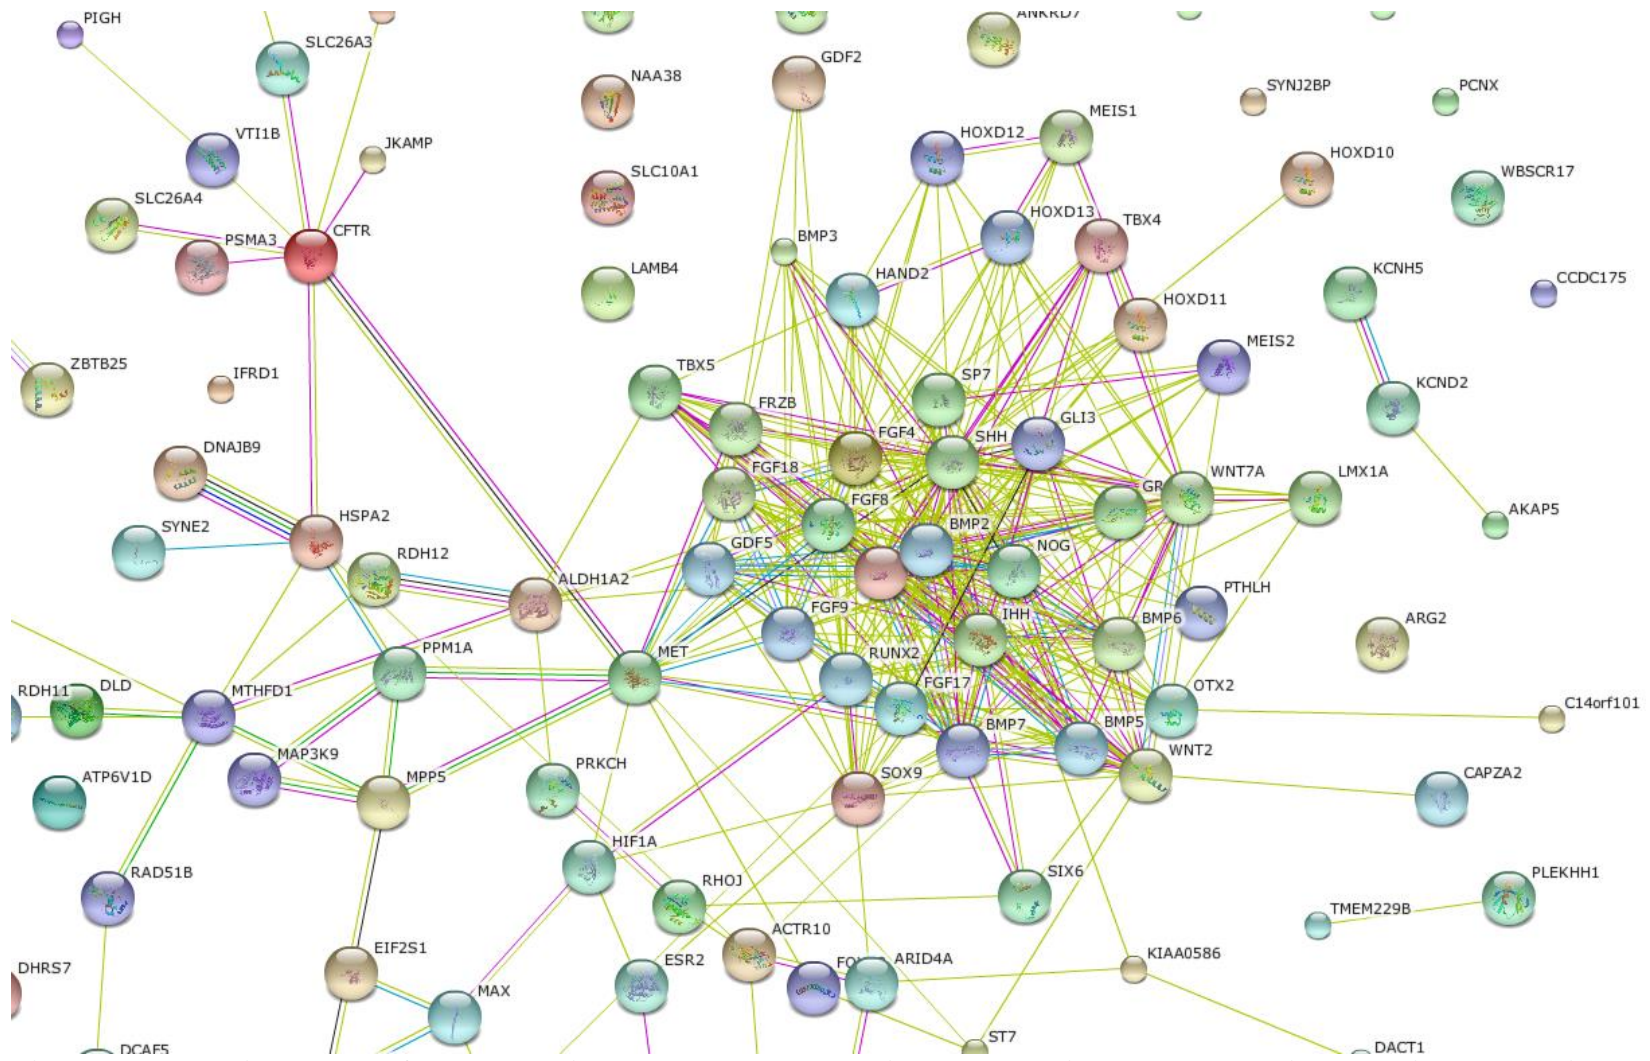 PIGH
SLC26A3
ANKRD7
GDF2
NAA38
SYNJ2BP
PCNX
MEIS1
HOXD12
VTI1B
JKAMP
HOXD10
SLC10A1
WBSCR17
SLC26A4
HOXD13
TBX4
PSMA3
CFTR
BMP3
LAMB4
HAND2
KCNH5
CCDC175
HOXD11
MEIS2
ZBTB25
IFRD1
TBX5
SP7
KCND2
FRZB
GLI3
DNAJB9
FGF4
SHH
FGF18
WNT7A
LMX1A
GR
FGF8
AKAP5
HSPA2
SYNE2
BMP2
RDH12
GDF5
NOG
ALDH1A2
PTHLH
FGF9
IHH
BMP6
ARG2
PPM1A
MET
RUNX2
RDH11
DLD
MTHFD1
FGF17
OTX2
C14orf101
BMP7
BMP5
MAP3K9
WNT2
ATP6V1D
MPP5
PRKCH
SOX9
CAPZA2
HIF1A
RAD51B
RHOJ
SIX6
PLEKHH1
TMEM229B
ACTR10
EIF2S1
KIAA0586
DHRS7
ESR2
ARID4A
MAX
ST7
DCAF5
DACT1